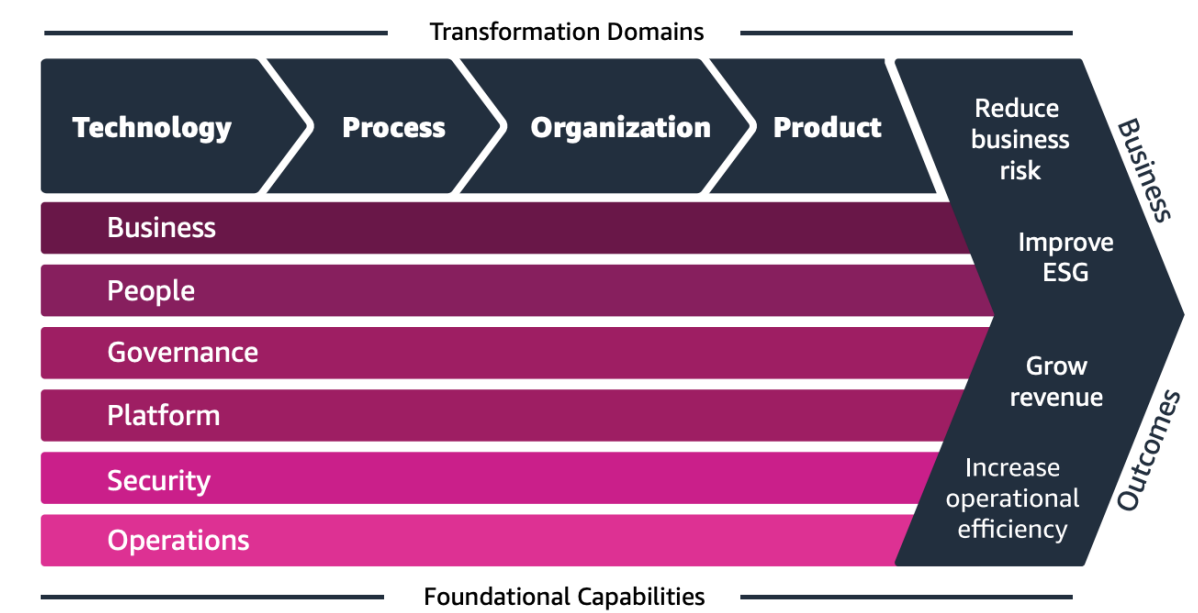 Transformation Domains
Technology
Process
Organization
Product
Reduce
business
risk
Improve
ESG
Grow
revenue
Increase
operational
efficiency
Business
Outcomes
Business
People
Governance
Platform
Security
Operations
Foundational Capabilities